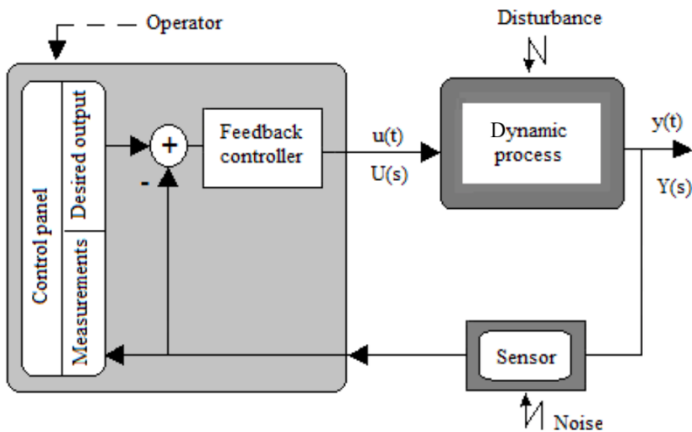 Operator
Disturbance
Control panel
Desired output
Measurements
+
-
Feedback
controller
u(t)
U(s)
Dynamic
process
y(t)
Y(s)
Sensor
Noise